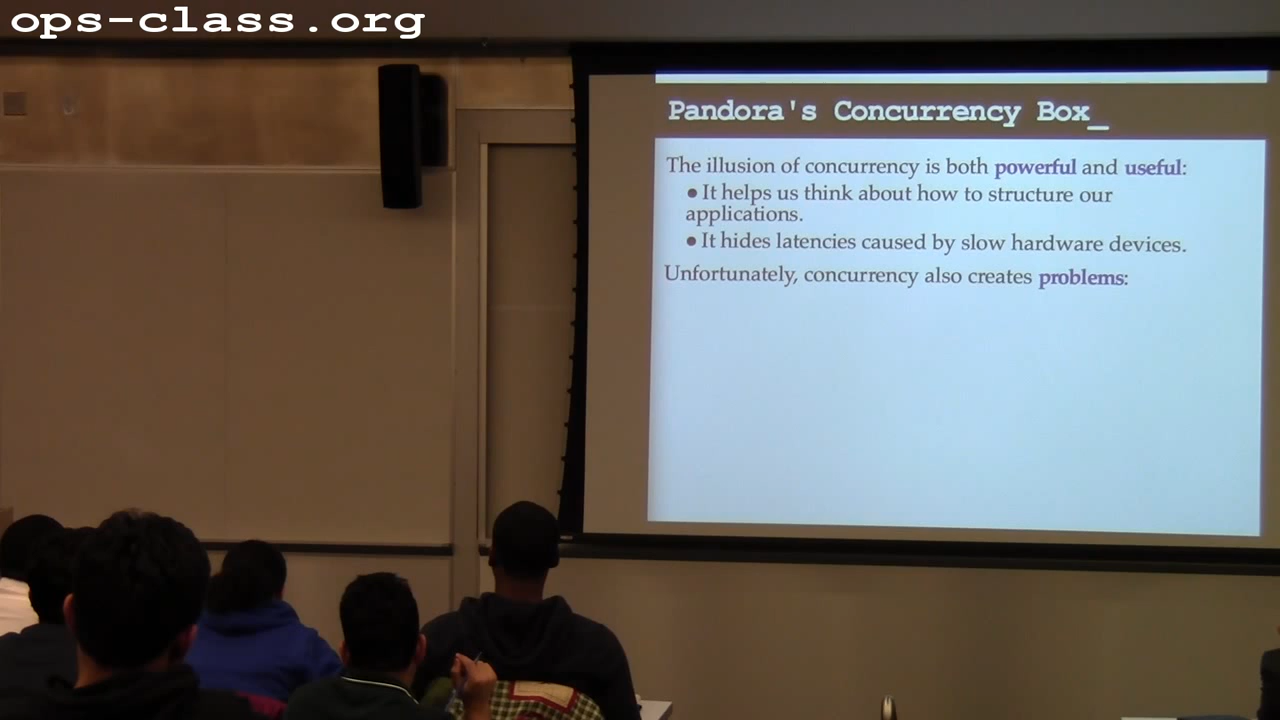 ops-class.org
Pandora's Concurrency Box_
The illusion of concurrency is both powerful and useful:
● It helps us think about how to structure our
applications.
● It hides latencies caused by slow hardware devices.
Unfortunately, concurrency also creates problems: